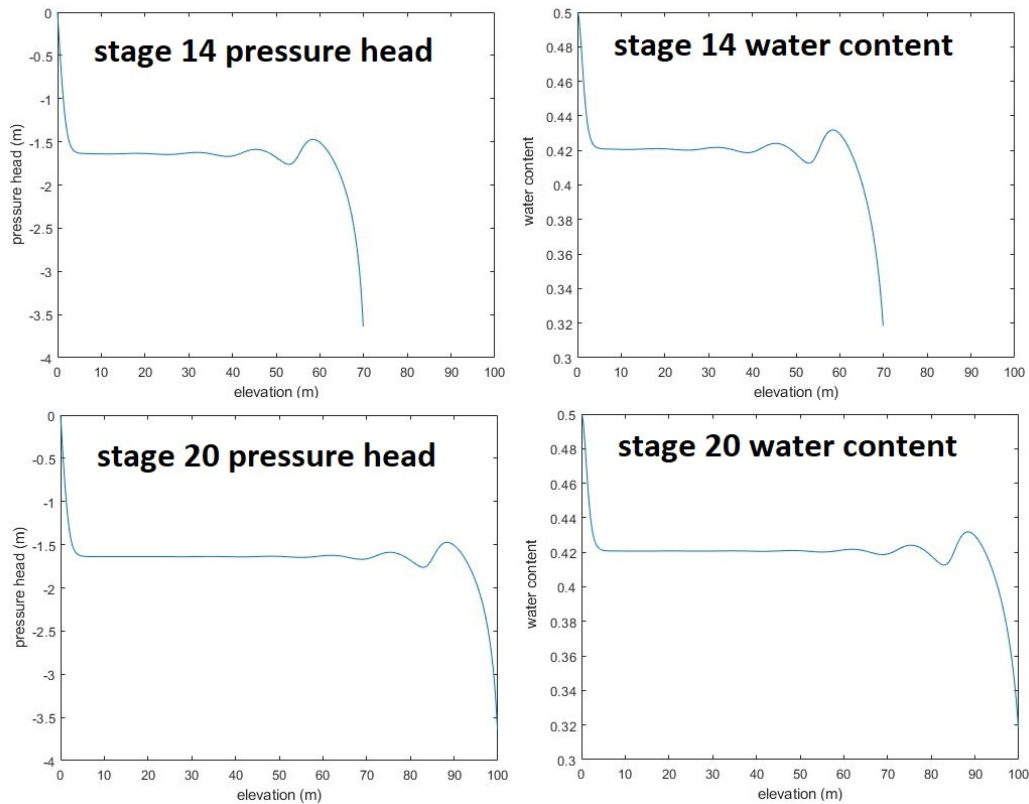 stage 14 pressure head
pressure head (m)
0
-0.5
-1
-1.5
-2
-2.5
-3
-3.5
-4
0 10 20 30 40 50 60 70 80 90 100
elevation (m)
stage 14 water content
water content
0.5
0.48
0.46
0.44
0.42
0.4
0.38
0.36
0.34
0.32
0.3
0 10 20 30 40 50 60 70 80 90 100
elevation (m)
stage 20 pressure head
pressure head (m)
0
-0.5
-1
-1.5
-2
-2.5
-3
-3.5
-4
0 10 20 30 40 50 60 70 80 90 100
elevation (m)
stage 20 water content
water content
0.5
0.48
0.46
0.44
0.42
0.4
0.38
0.36
0.34
0.32
0.3
0 10 20 30 40 50 60 70 80 90 100
elevation (m)